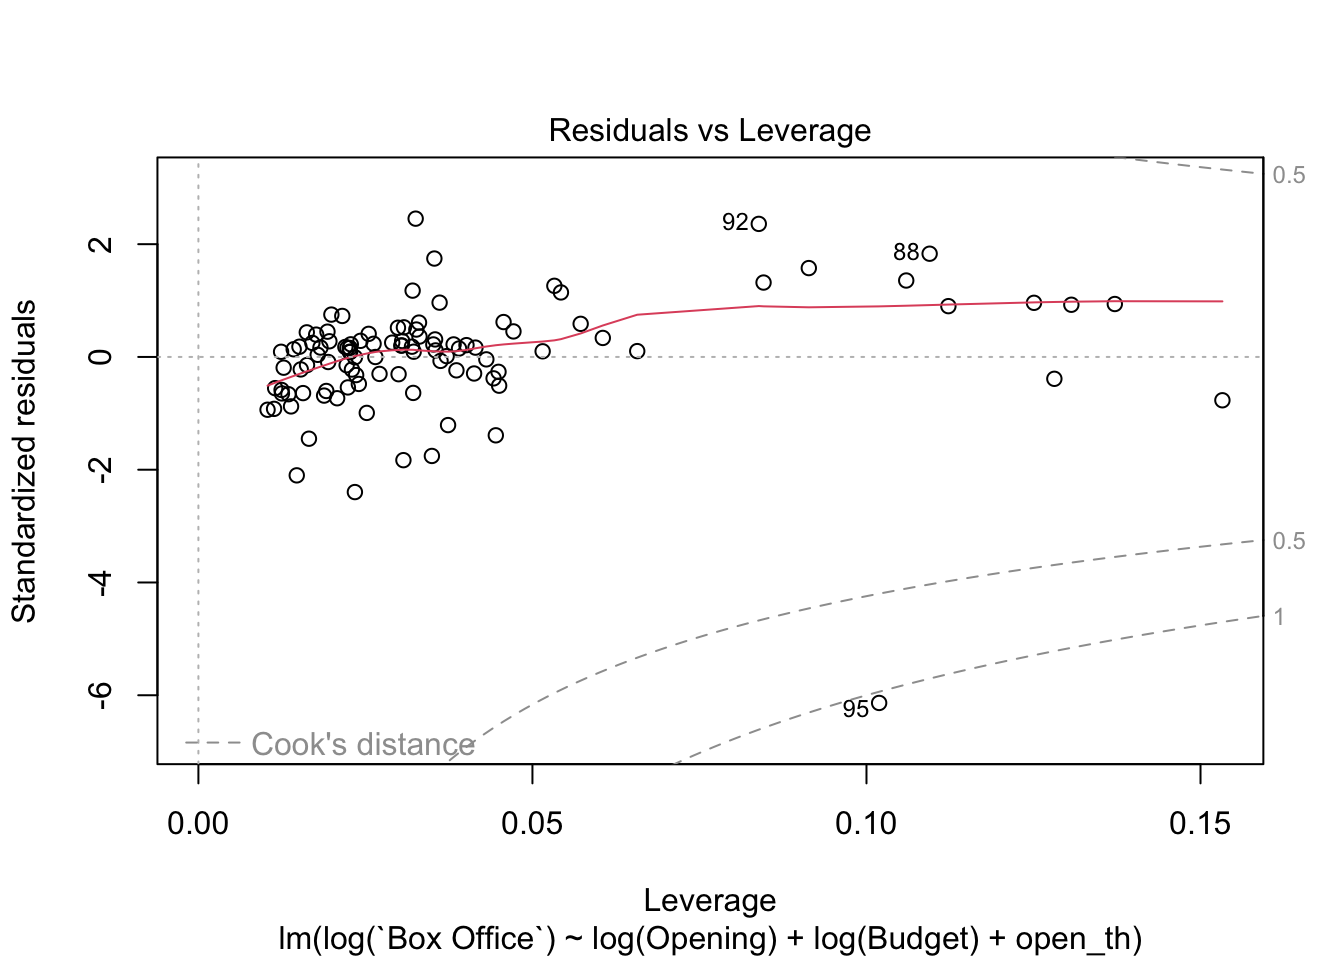 Residuals vs Leverage
Standardized residuals
2
0
-2
-4
-6
92
88
95
0.5
0.5
1
Cook's distance
0.00 0.05 0.10 0.15
Leverage
lm(log(`Box Office`) ~ log(Opening) + log(Budget) + open_th)